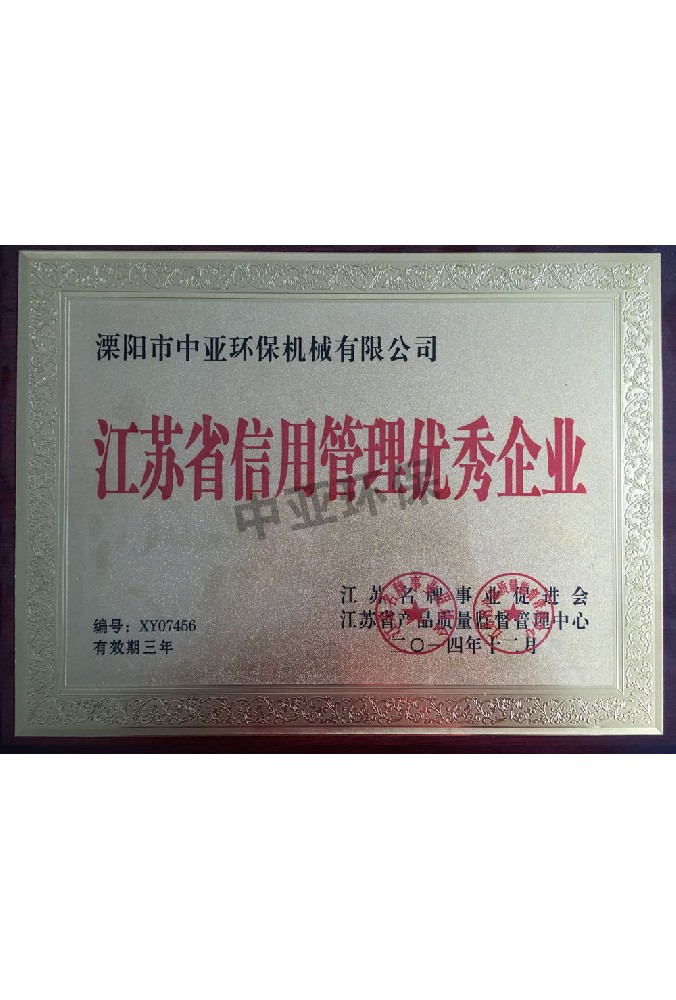 溧阳市中亚环保机械有限公司
江苏省信用管理优秀企业
中亚环保
江苏名牌事业促进会
江苏省产品质量监督管理中心
二〇一四年十二月
编号：XY07456
有效期三年